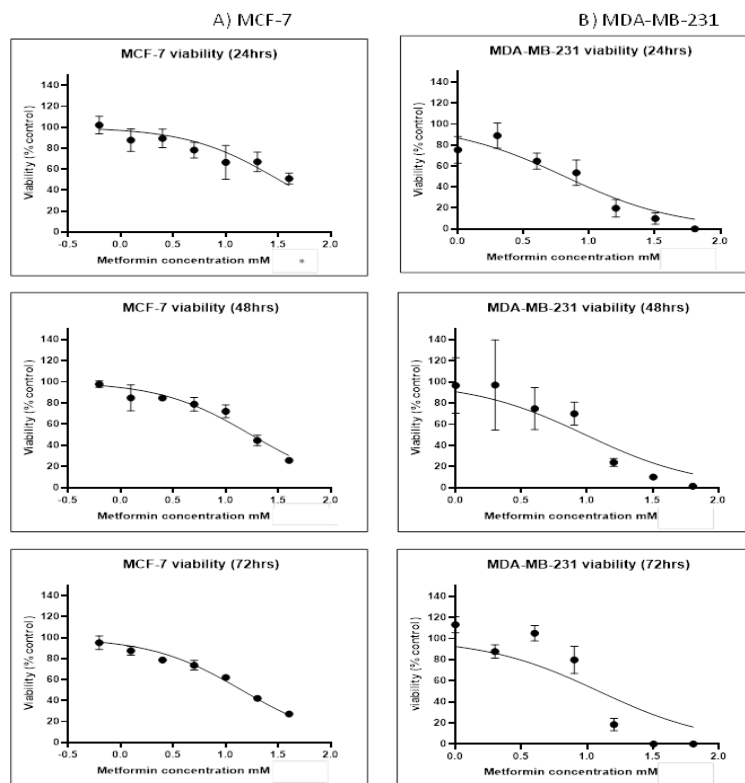 A) MCF-7
B) MDA-MB-231
MCF-7 viability (24hrs)
Viability (% control)
140
120
100
80
60
40
20
0
-0.5 0.0 0.5 1.0 1.5 2.0
Metformin concentration mM *
MDA-MB-231 viability (24hrs)
Viability (% control)
140
120
100
80
60
40
20
0
0.0 0.5 1.0 1.5 2.0
Metformin concentration mM
MCF-7 viability (48hrs)
Viability (% control)
140
120
100
80
60
40
20
0
-0.5 0.0 0.5 1.0 1.5 2.0
Metformin concentration mM
MDA-MB-231 viability (48hrs)
Viability (% control)
140
120
100
80
60
40
20
0
0.0 0.5 1.0 1.5 2.0
Metformin concentration mM
MCF-7 viability (72hrs)
Viability (% control)
140
120
100
80
60
40
20
0
-0.5 0.0 0.5 1.0 1.5 2.0
Metformin concentration mM
MDA-MB-231 viability (72hrs)
viability (% control)
140
120
100
80
60
40
20
0
0.0 0.5 1.0 1.5 2.0
Metformin concentration mM